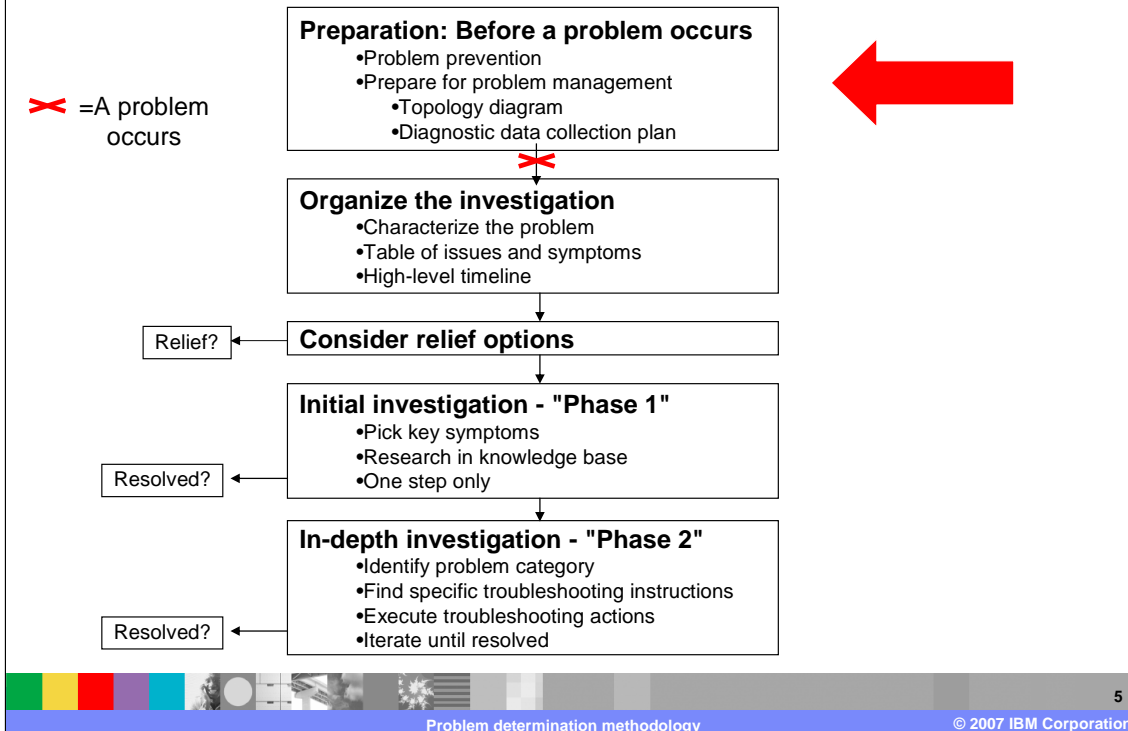 Preparation: Before a problem occurs
•Problem prevention
•Prepare for problem management
•Topology diagram
•Diagnostic data collection plan
=A problem
occurs
Organize the investigation
•Characterize the problem
•Table of issues and symptoms
•High-level timeline
Relief?
Consider relief options
Initial investigation - "Phase 1"
•Pick key symptoms
•Research in knowledge base
•One step only
Resolved?
In-depth investigation - "Phase 2"
•Identify problem category
•Find specific troubleshooting instructions
•Execute troubleshooting actions
•Iterate until resolved
Resolved?
5
Problem determination methodology
© 2007 IBM Corporation